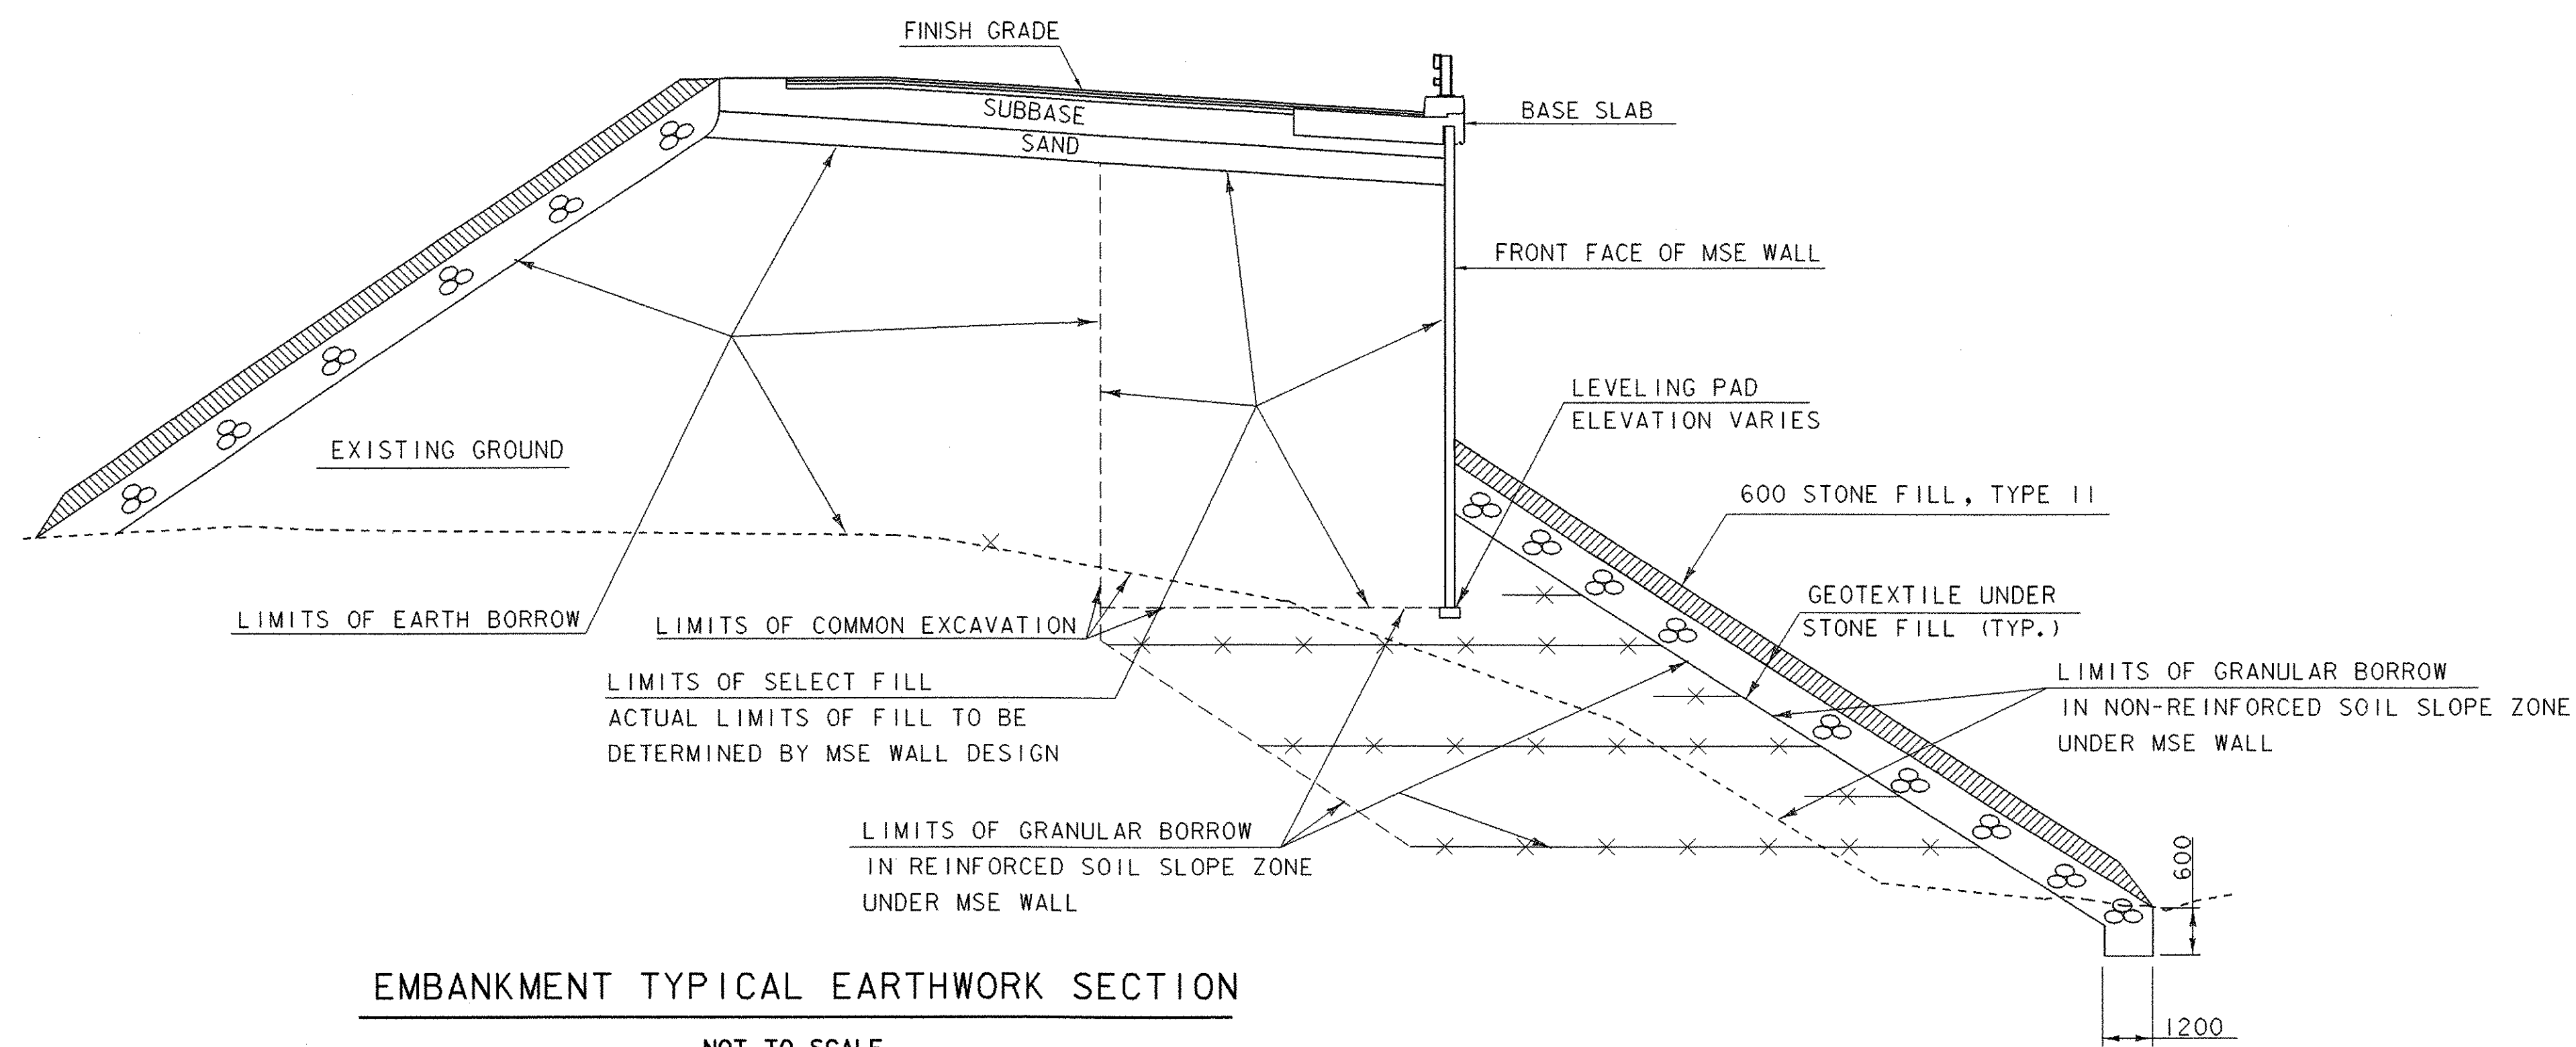 FINISH GRADE
SUBBASE
SAND
BASE SLAB
FRONT FACE OF MSE WALL
LEVELING PAD
ELEVATION VARIES
EXISTING GROUND
600 STONE FILL, TYPE II
GEOTEXTILE UNDER
STONE FILL (TYP.)
LIMITS OF EARTH BORROW
LIMITS OF COMMON EXCAVATION
LIMITS OF SELECT FILL
ACTUAL LIMITS OF FILL TO BE
DETERMINED BY MSE WALL DESIGN
LIMITS OF GRANULAR BORROW
IN NON-REINFORCED SOIL SLOPE ZONE
UNDER MSE WALL
LIMITS OF GRANULAR BORROW
IN REINFORCED SOIL SLOPE ZONE
UNDER MSE WALL
600
1200
EMBANKMENT TYPICAL EARTHWORK SECTION
NOT TO SCALE